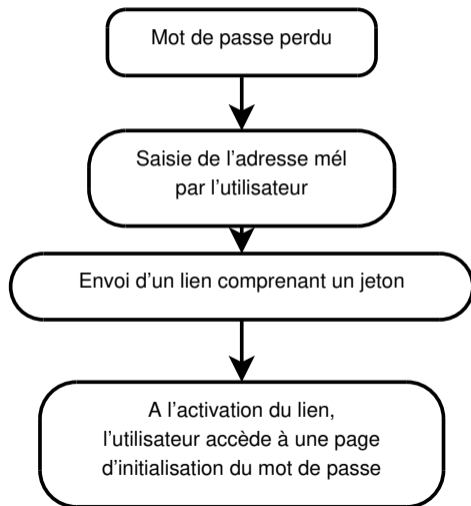 Mot de passe perdu
Saisie de l'adresse mél
par l'utilisateur
Envoi d'un lien comprenant un jeton
A l'activation du lien,
l'utilisateur accède à une page
d'initialisation du mot de passe